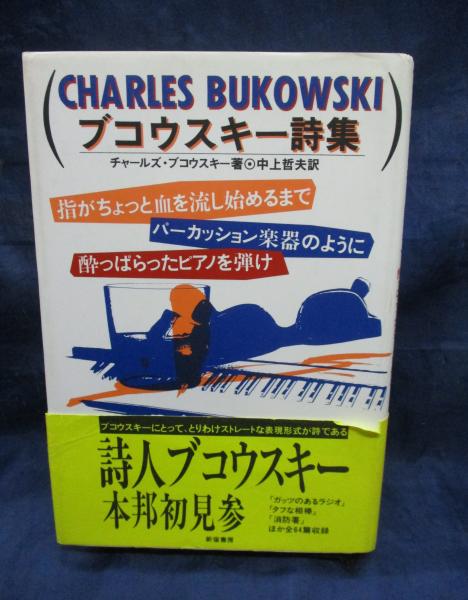 (CHARLES BUKOWSKI)
ブコウスキー詩集
チャールズ・ブコウスキー著◉中上哲夫訳
指がちょっと血を流し始めるまで
パーカッション楽器のように
酔っぱらったピアノを弾け
ブコウスキーにとって、とりわけストレートな表現形式が詩である
詩人ブコウスキー
本邦初見参
「ガッツのあるラジオ」
「タフな相棒」
「消防署」
ほか全64篇収録
新宿書房